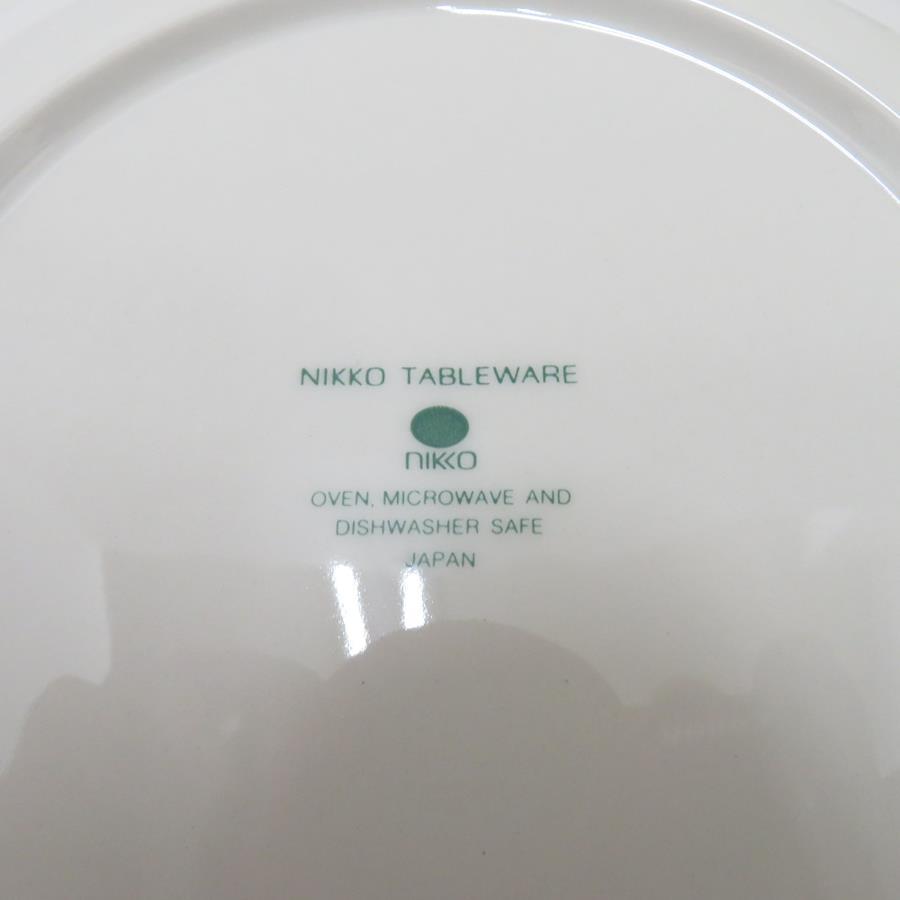 NIKKO TABLEWARE
NIKKO
OVEN, MICROWAVE AND
DISHWASHER SAFE
JAPAN